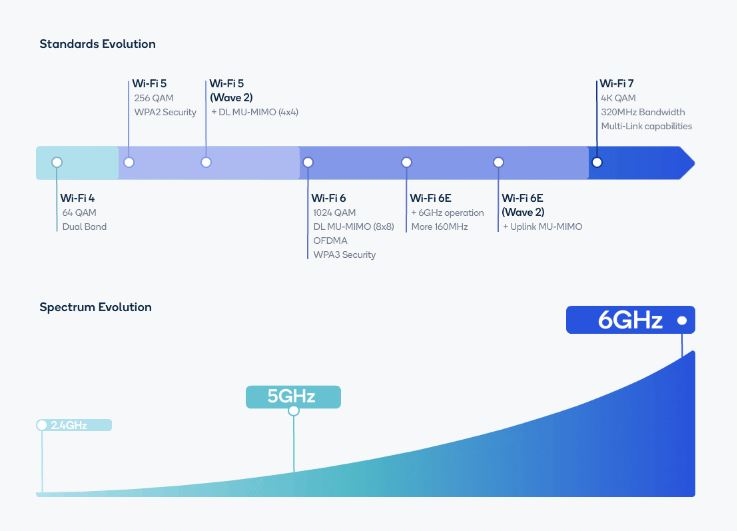 Standards Evolution
Wi-Fi 5
256 QAM
WPA2 Security
Wi-Fi 5
(Wave 2)
+ DL MU-MIMO (4x4)
Wi-Fi 7
4K QAM
320MHz Bandwidth
Multi-Link capabilities
Wi-Fi 4
64 QAM
Dual Band
Wi-Fi 6
1024 QAM
DL MU-MIMO (8x8)
OFDMA
WPA3 Security
Wi-Fi 6E
+ 6GHz operation
More 160MHz
Wi-Fi 6E
(Wave 2)
+ Uplink MU-MIMO
Spectrum Evolution
2.4GHz
5GHz
6GHz